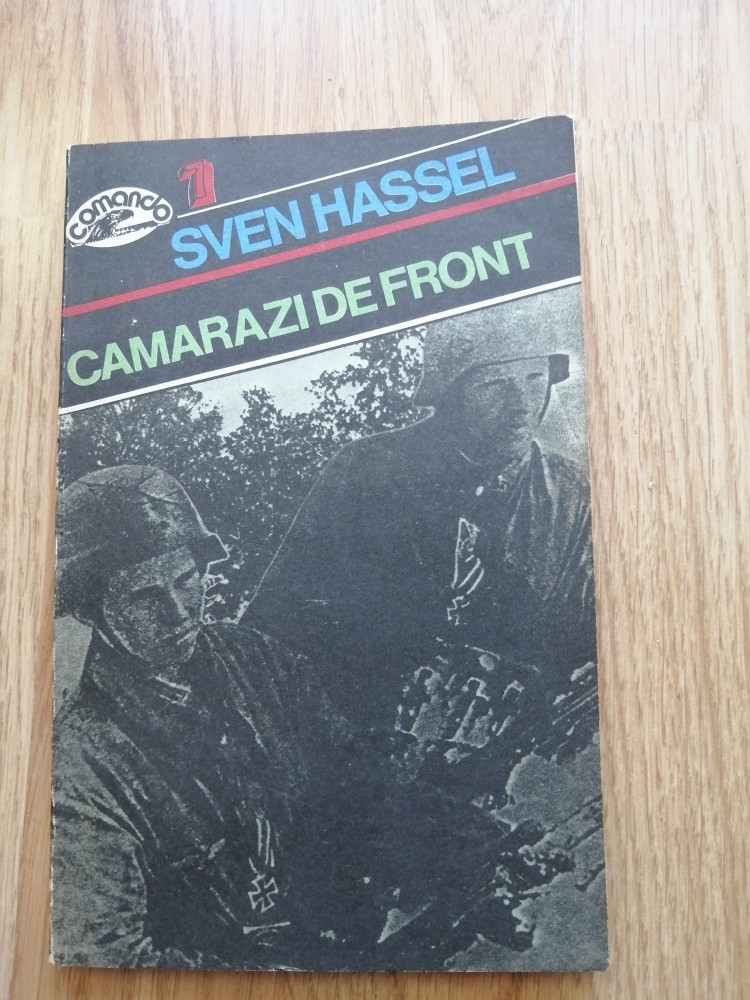 comando
1
SVEN HASSEL
CAMARAZI DE FRONT